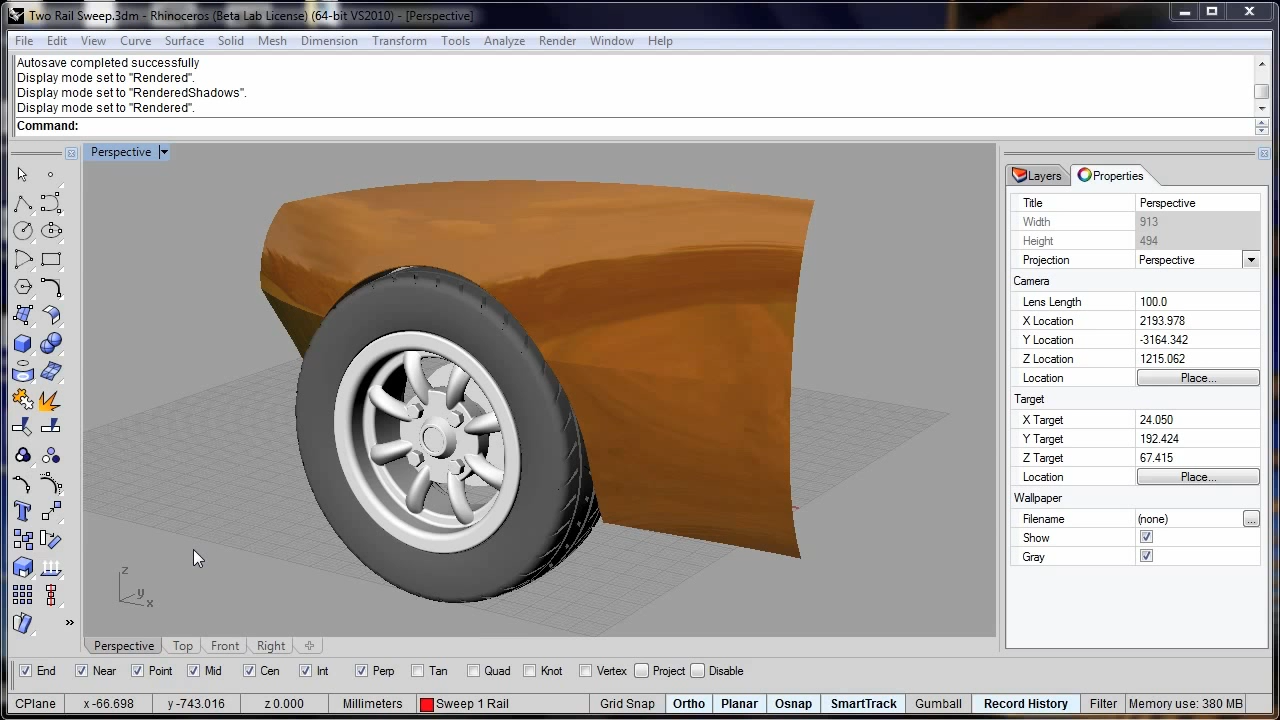 Two Rail Sweep.3dm - Rhinoceros (Beta Lab License) (64-bit VS2010) - [Perspective]
File Edit View Curve Surface Solid Mesh Dimension Transform Tools Analyze Render Window Help
Autosave completed successfully
Display mode set to "Rendered".
Display mode set to "RenderedShadows".
Display mode set to "Rendered".
Command:
Perspective
Layers Properties
Title Perspective
Width 913
Height 494
Projection Perspective
Camera
Lens Length 100.0
X Location 2193.978
Y Location -3164.342
Z Location 1215.062
Location Place...
Target
X Target 24.050
Y Target 192.424
Z Target 67.415
Location Place...
Wallpaper
Filename (none) ...
Show
Gray
z
y
x
Perspective Top Front Right
End Near Point Mid Cen Int Perp Tan Quad Knot Vertex Project Disable
CPlane x -66.698 y -743.016 z 0.000 Millimeters Sweep 1 Rail Grid Snap Ortho Planar Osnap SmartTrack Gumball Record History Filter Memory use: 380 MB